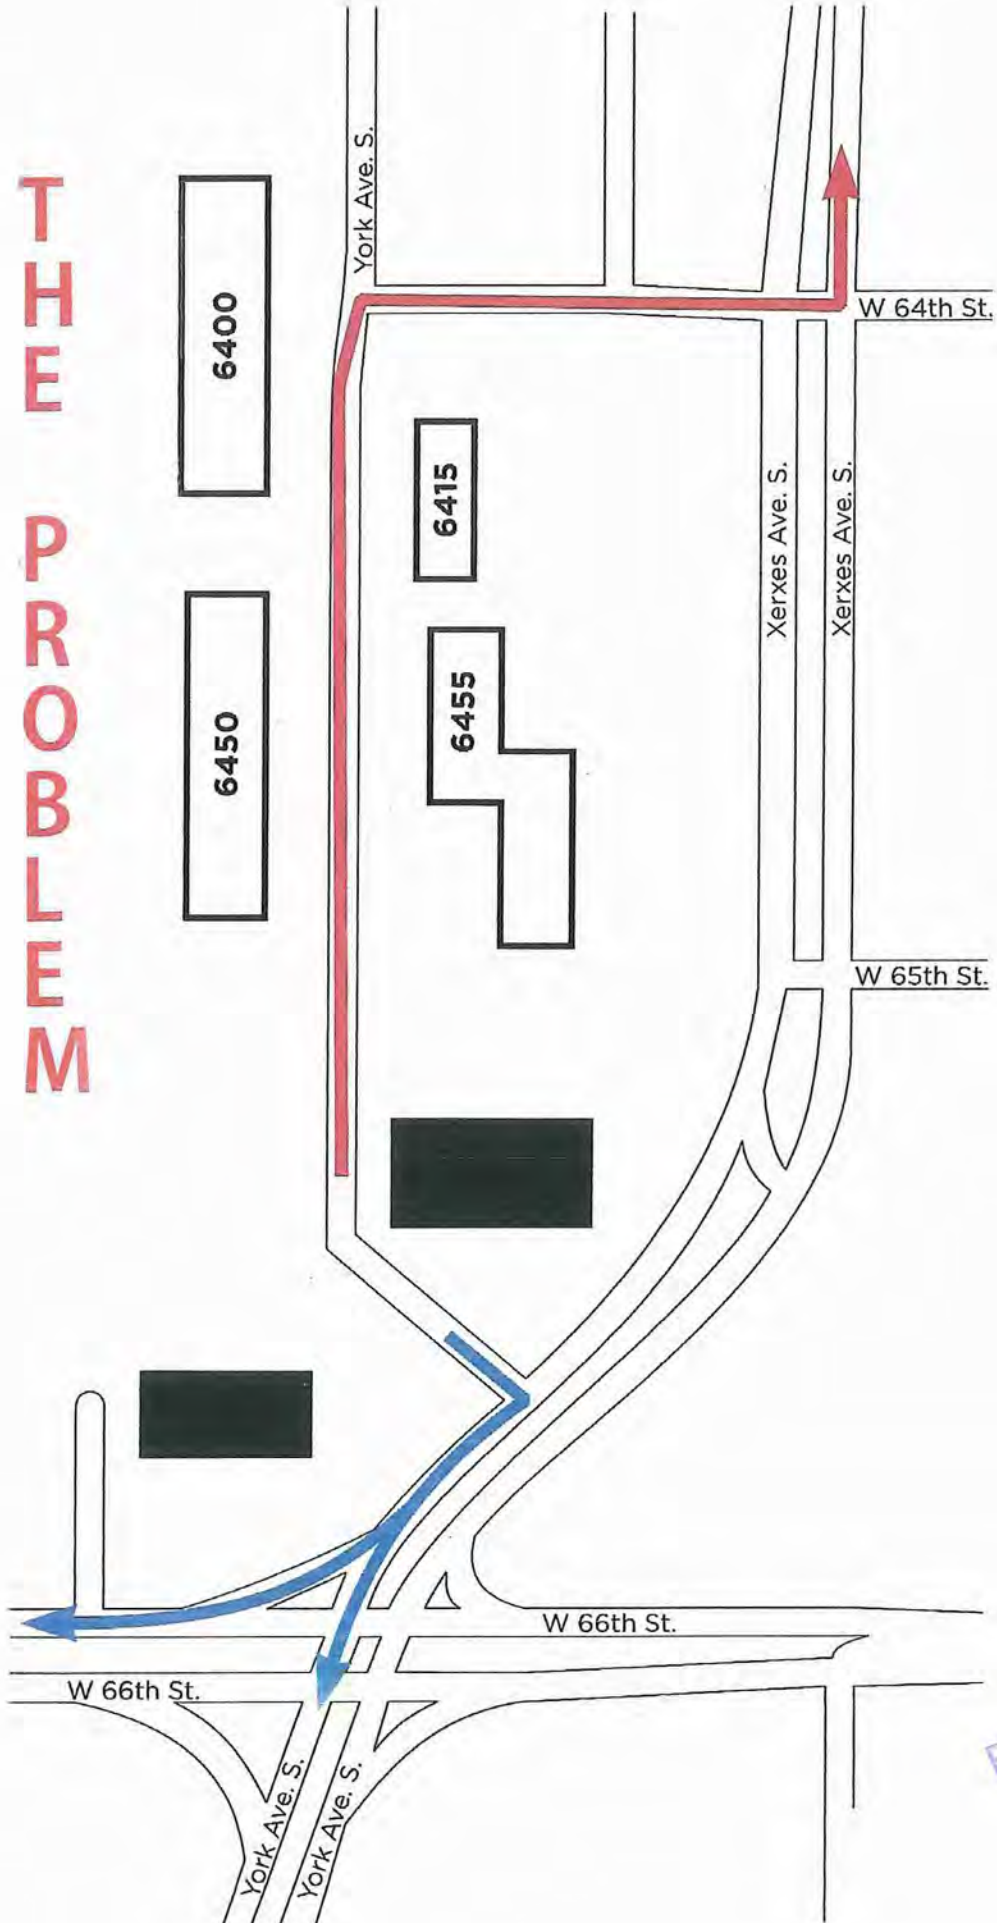 THE PROBLEM
York Ave. S.
6400
W 64th St.
6415
Xerxes Ave. S.
Xerxes Ave. S.
6455
6450
W 65th St.
W 66th St.
W 66th St.
York Ave. S.
York Ave. S.